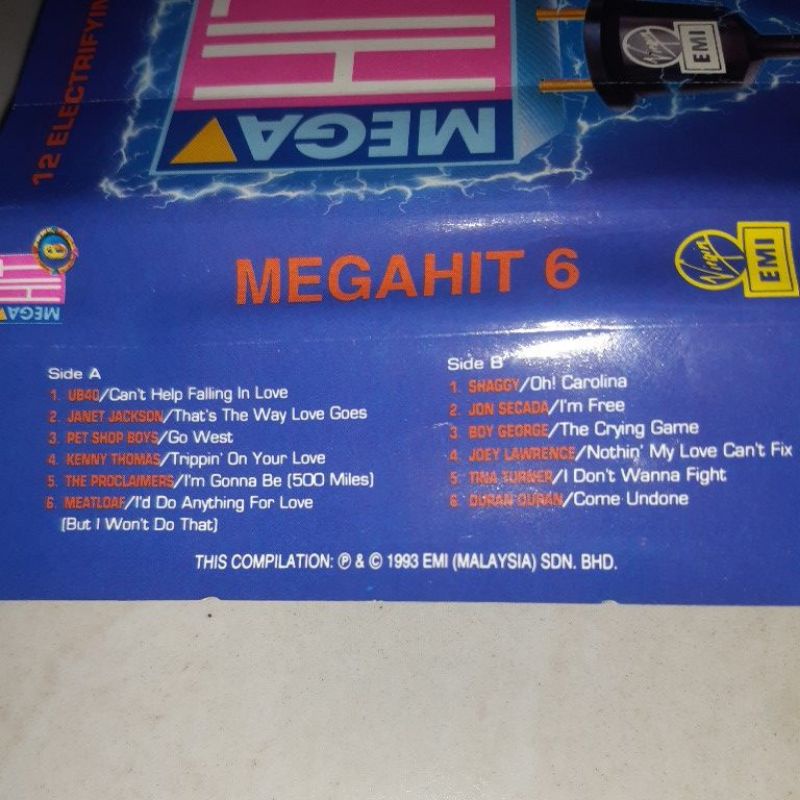 12 ELECTRIFYIN
HIT
MEGA
Virgin EMI
HIT
MEGA
6
MEGAHIT 6
Virgin EMI
Side A
1. UB40/Can't Help Falling In Love
2. JANET JACKSON/That's The Way Love Goes
3. PET SHOP BOYS/Go West
4. KENNY THOMAS/Trippin' On Your Love
5. THE PROCLAIMERS/I'm Gonna Be (500 Miles)
6. MEATLOAF/I'd Do Anything For Love
(But I Won't Do That)
Side B
1. SHAGGY/Oh! Carolina
2. JON SECADA/I'm Free
3. BOY GEORGE/The Crying Game
4. JOEY LAWRENCE/Nothin' My Love Can't Fix
5. TINA TURNER/I Don't Wanna Fight
6. DURAN DURAN/Come Undone
THIS COMPILATION: ℗ & © 1993 EMI (MALAYSIA) SDN. BHD.